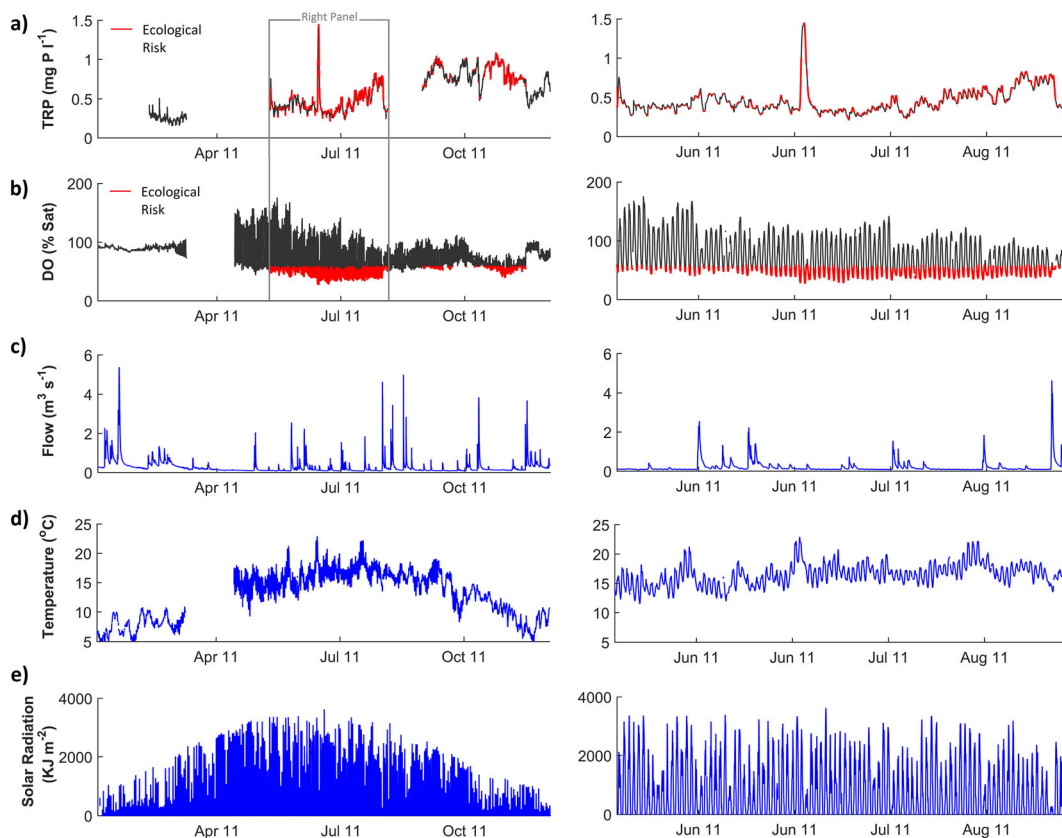 Right Panel
a)
TRP (mg P l⁻¹)
1.5
1
0.5
0
Ecological
Risk
Apr 11
Jul 11
Oct 11
1.5
1
0.5
0
Jun 11
Jun 11
Jul 11
Aug 11
b)
DO (% Sat)
200
100
0
Ecological
Risk
Apr 11
Jul 11
Oct 11
200
100
0
Jun 11
Jun 11
Jul 11
Aug 11
c)
Flow (m³ s⁻¹)
6
4
2
0
Apr 11
Jul 11
Oct 11
6
4
2
0
Jun 11
Jun 11
Jul 11
Aug 11
d)
Temperature (°C)
25
20
15
10
5
Apr 11
Jul 11
Oct 11
25
20
15
10
5
Jun 11
Jun 11
Jul 11
Aug 11
e)
Solar Radiation
(KJ m⁻²)
4000
2000
0
Apr 11
Jul 11
Oct 11
4000
2000
0
Jun 11
Jun 11
Jul 11
Aug 11